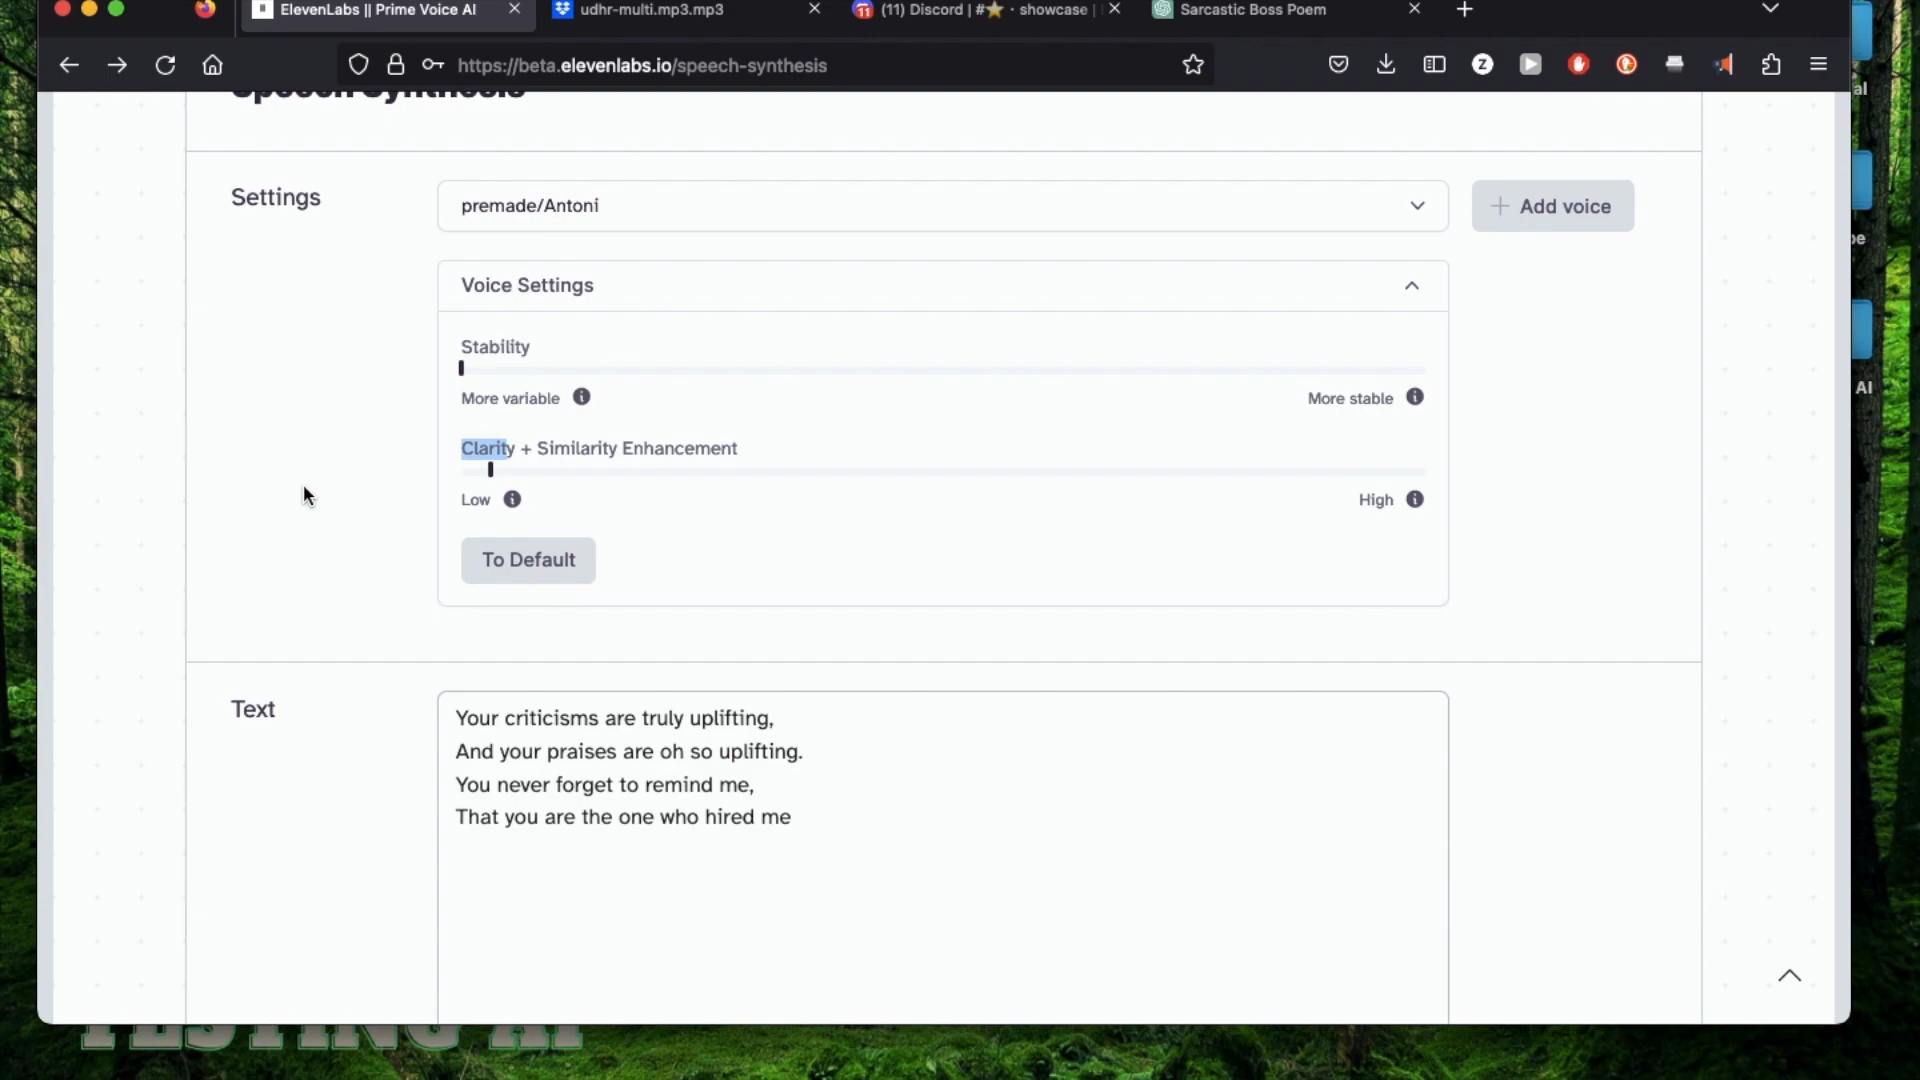 ElevenLabs || Prime Voice AI
udhr-multi.mp3.mp3
(11) Discord | #⭐ · showcase |
Sarcastic Boss Poem
https://beta.elevenlabs.io/speech-synthesis
Speech Synthesis
Settings
premade/Antoni
+ Add voice
Voice Settings
Stability
More variable
More stable
Clarity + Similarity Enhancement
Low
High
To Default
Text
Your criticisms are truly uplifting,
And your praises are oh so uplifting.
You never forget to remind me,
That you are the one who hired me
AI
TESTING AI